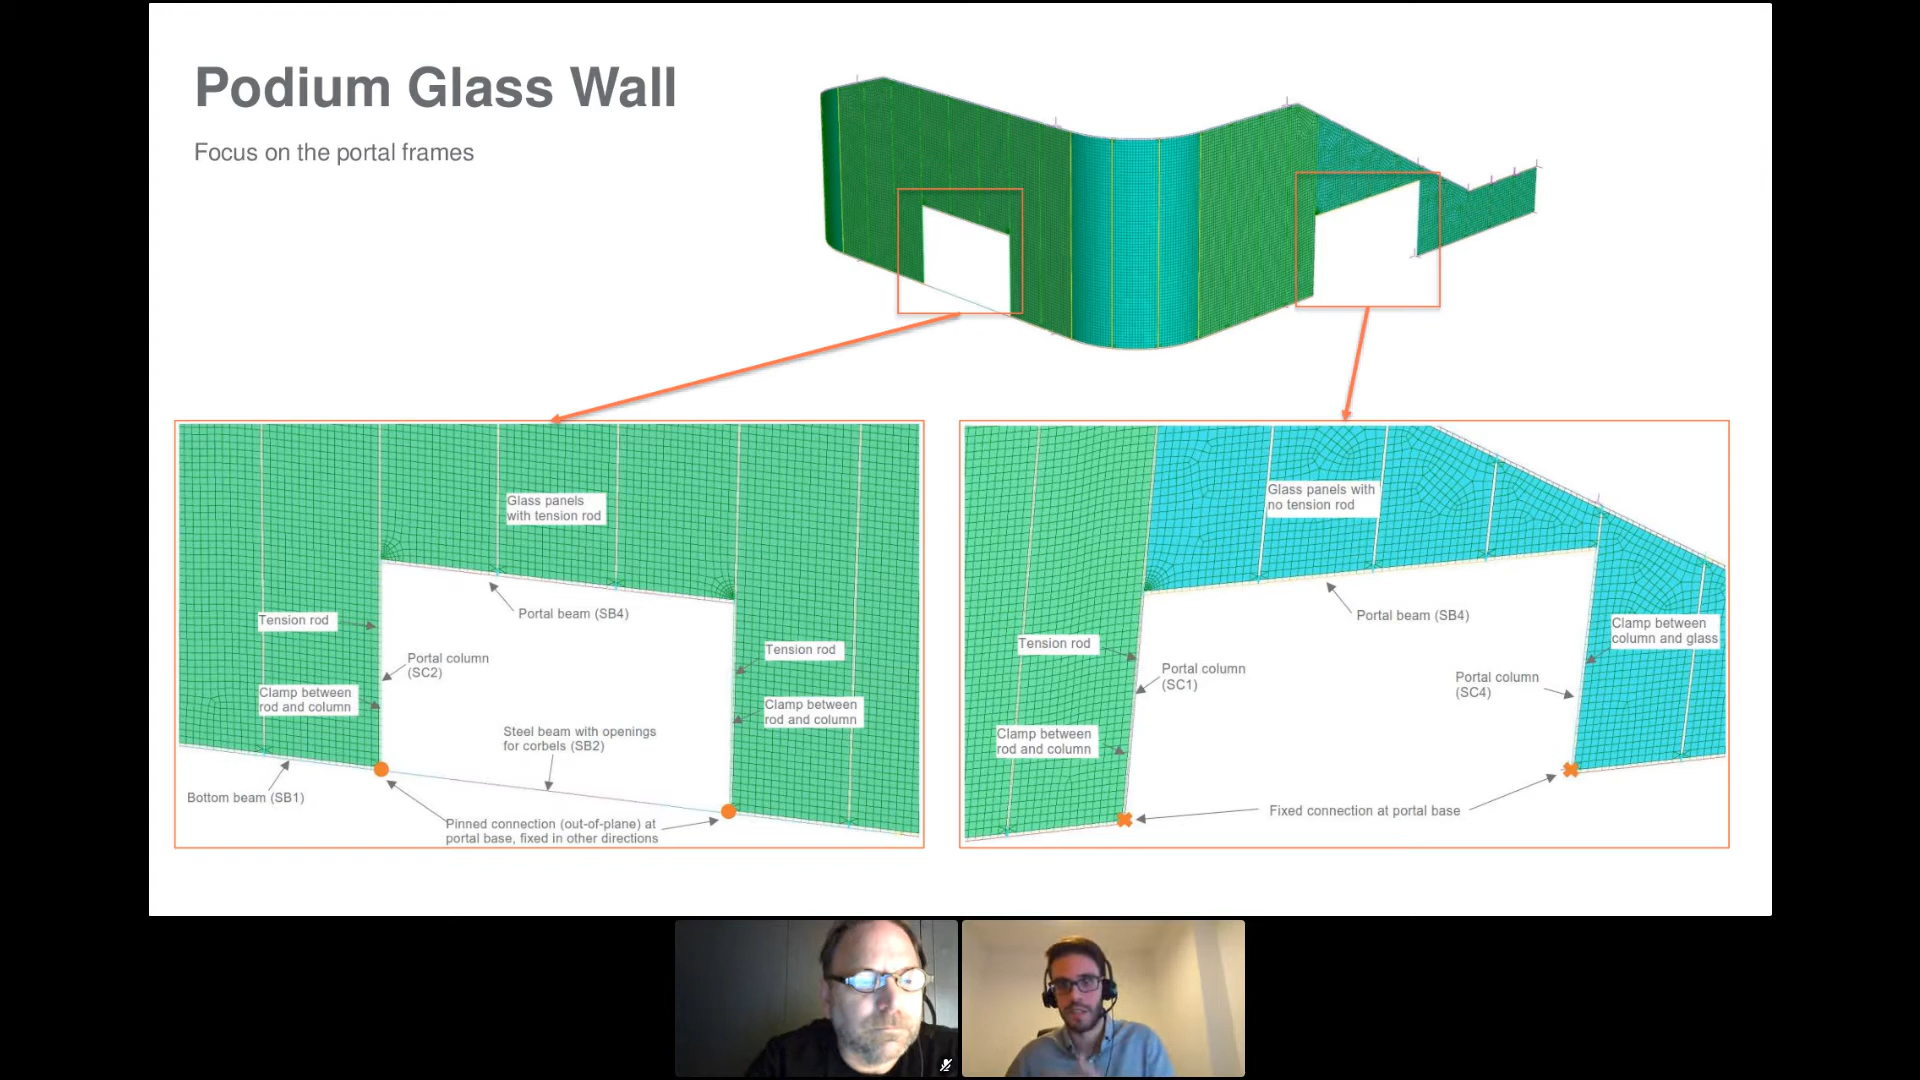 Podium Glass Wall
Focus on the portal frames
Glass panels
with tension rod
Portal beam (SB4)
Tension rod
Portal column
(SC2)
Tension rod
Clamp between
rod and column
Clamp between
rod and column
Steel beam with openings
for corbels (SB2)
Bottom beam (SB1)
Pinned connection (out-of-plane) at
portal base, fixed in other directions
Glass panels with
no tension rod
Portal beam (SB4)
Clamp between
column and glass
Tension rod
Portal column
(SC1)
Portal column
(SC4)
Clamp between
rod and column
Fixed connection at portal base